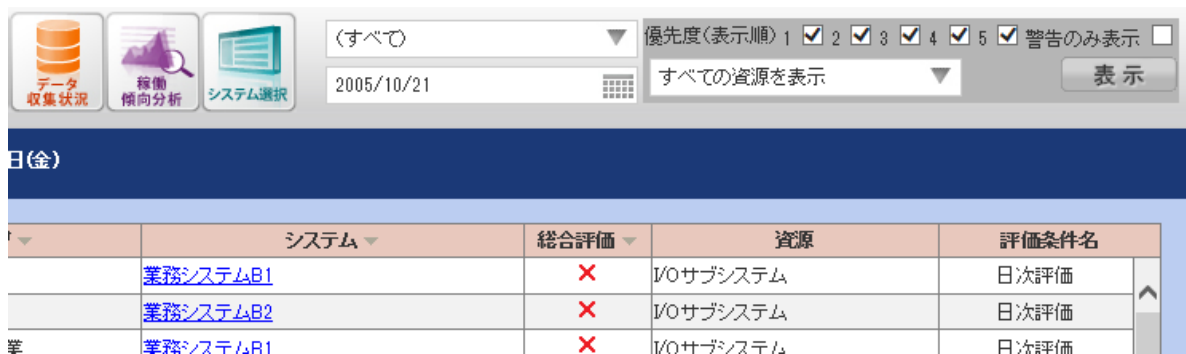 (すべて)
優先度(表示順) 1 2 3 4 5 警告のみ表示
データ
収集状況
稼働
傾向分析
システム選択
2005/10/21
すべての資源を表示
表示
日(金)
システム 総合評価 資源 評価条件名
業務システムB1 × I/Oサブシステム 日次評価
業務システムB2 × I/Oサブシステム 日次評価
業 業務システムB1 × I/Oサブシステム 日次評価